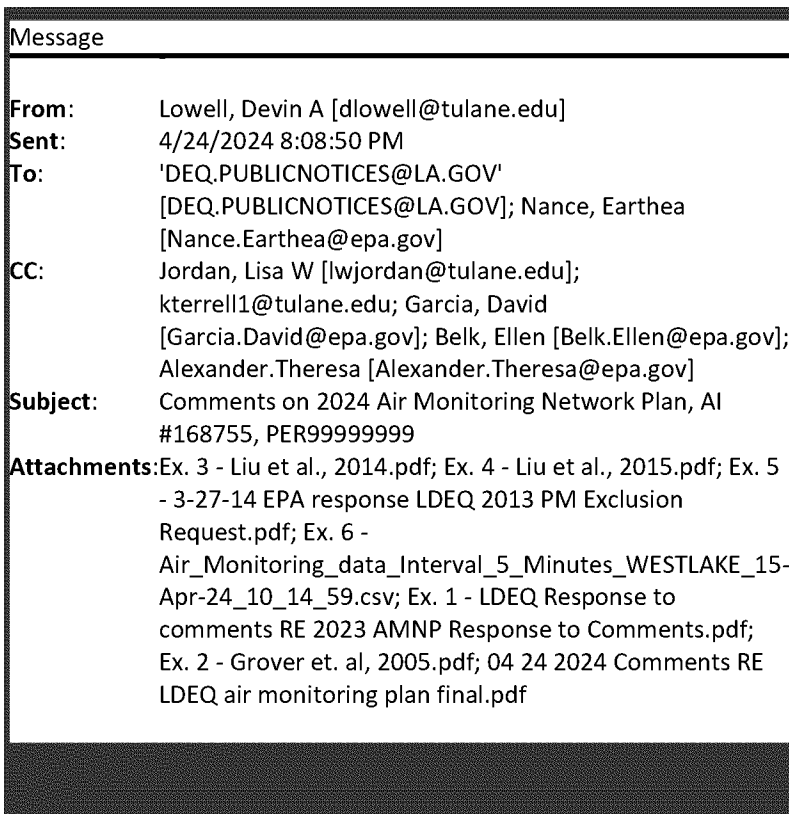 Message
From: Lowell, Devin A [dlowell@tulane.edu]
Sent: 4/24/2024 8:08:50 PM
To: 'DEQ.PUBLICNOTICES@LA.GOV'
[DEQ.PUBLICNOTICES@LA.GOV]; Nance, Earthea
[Nance.Earthea@epa.gov]
CC: Jordan, Lisa W [lwjordan@tulane.edu];
kterrell1@tulane.edu; Garcia, David
[Garcia.David@epa.gov]; Belk, Ellen [Belk.Ellen@epa.gov];
Alexander.Theresa [Alexander.Theresa@epa.gov]
Subject: Comments on 2024 Air Monitoring Network Plan, AI
#168755, PER99999999
Attachments: Ex. 3 - Liu et al., 2014.pdf; Ex. 4 - Liu et al., 2015.pdf; Ex. 5
- 3-27-14 EPA response LDEQ 2013 PM Exclusion
Request.pdf; Ex. 6 -
Air_Monitoring_data_Interval_5_Minutes_WESTLAKE_15-
Apr-24_10_14_59.csv; Ex. 1 - LDEQ Response to
comments RE 2023 AMNP Response to Comments.pdf;
Ex. 2 - Grover et. al, 2005.pdf; 04 24 2024 Comments RE
LDEQ air monitoring plan final.pdf